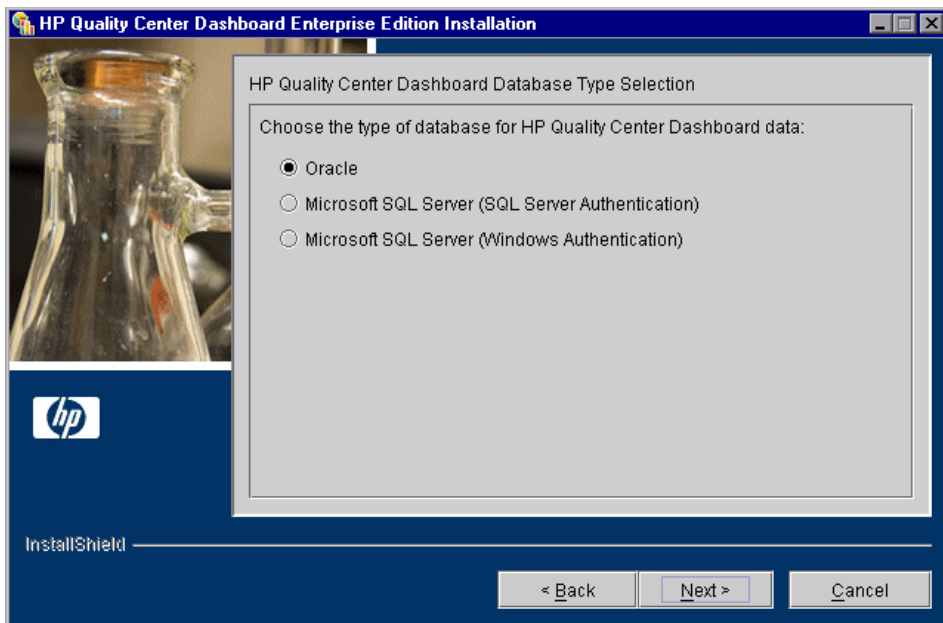 HP Quality Center Dashboard Enterprise Edition Installation
HP Quality Center Dashboard Database Type Selection
Choose the type of database for HP Quality Center Dashboard data:
Oracle
Microsoft SQL Server (SQL Server Authentication)
Microsoft SQL Server (Windows Authentication)
hp
InstallShield
< Back
Next >
Cancel